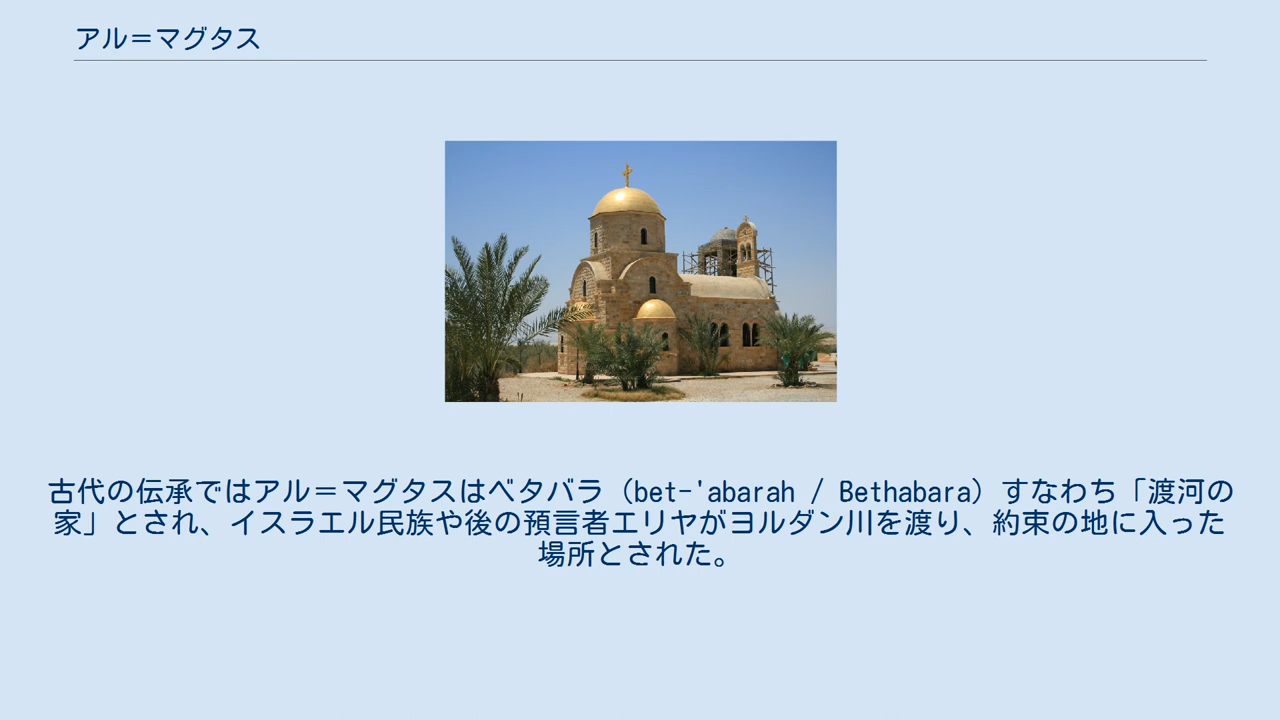 アル＝マグタス
古代の伝承ではアル＝マグタスはベタバラ（bet-'abarah / Bethabara）すなわち「渡河の
家」とされ、イスラエル民族や後の預言者エリヤがヨルダン川を渡り、約束の地に入った
場所とされた。